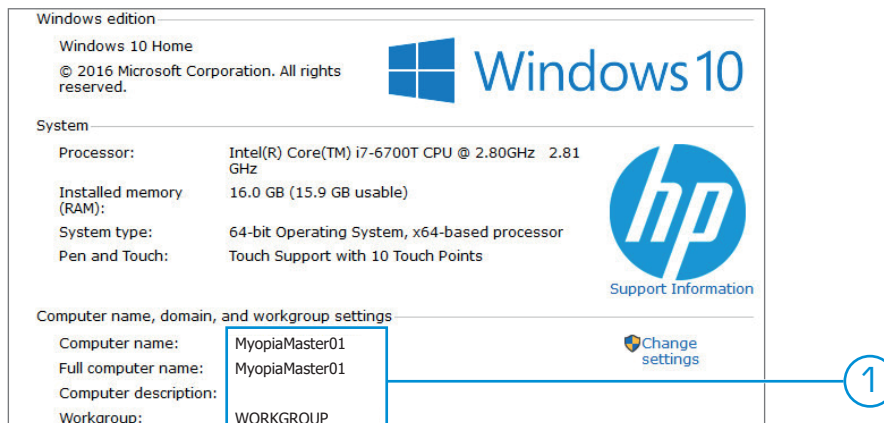 Windows edition
Windows 10 Home
© 2016 Microsoft Corporation. All rights
reserved.
Windows 10
System
Processor: Intel(R) Core(TM) i7-6700T CPU @ 2.80GHz 2.81
GHz
Installed memory 16.0 GB (15.9 GB usable)
(RAM):
System type: 64-bit Operating System, x64-based processor
Pen and Touch: Touch Support with 10 Touch Points
hp
Support Information
Computer name, domain, and workgroup settings
Computer name: MyopiaMaster01
Change
settings
Full computer name: MyopiaMaster01
Computer description:
Workgroup: WORKGROUP
1